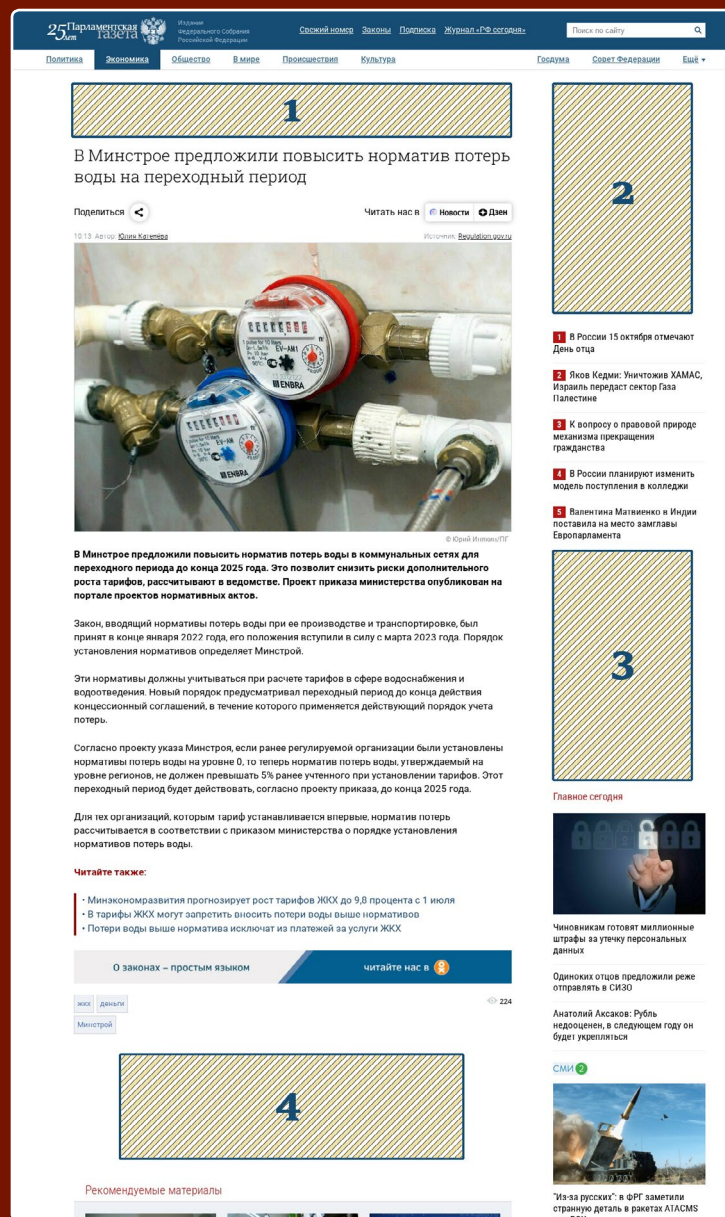 25 лет Парламентская газета
Издание
Федерального Собрания
Российской Федерации
Свежий номер Законы Подписка Журнал «РФ сегодня»
Поиск по сайту
Политика Экономика Общество В мире Происшествия Культура Госдума Совет Федерации Ещё
1
2
В Минстрое предложили повысить норматив потерь
воды на переходный период
Поделиться Читать нас в Новости Дзен
10:13 Автор: Юлия Катенёва Источник: Regulation.gov.ru
EV-AM1
ENBRA
EV-AM
ENBRA
© Юрий Инякин/ПГ
В Минстрое предложили повысить норматив потерь воды в коммунальных сетях для
переходного периода до конца 2025 года. Это позволит снизить риски дополнительного
роста тарифов, рассчитывают в ведомстве. Проект приказа министерства опубликован на
портале проектов нормативных актов.
Закон, вводящий нормативы потерь воды при ее производстве и транспортировке, был
принят в конце января 2022 года, его положения вступили в силу с марта 2023 года. Порядок
установления нормативов определяет Минстрой.
Эти нормативы должны учитываться при расчете тарифов в сфере водоснабжения и
водоотведения. Новый порядок предусматривал переходный период до конца действия
концессионный соглашений, в течение которого применяется действующий порядок учета
потерь.
Согласно проекту указа Минстроя, если ранее регулируемой организации были установлены
нормативы потерь воды на уровне 0, то теперь норматив потерь воды, утверждаемый на
уровне регионов, не должен превышать 5% ранее учтенного при установлении тарифов. Этот
переходный период будет действовать, согласно проекту приказа, до конца 2025 года.
Для тех организаций, которым тариф устанавливается впервые, норматив потерь
рассчитывается в соответствии с приказом министерства о порядке установления
нормативов потерь воды.
Читайте также:
• Минэкономразвития прогнозирует рост тарифов ЖКХ до 9,8 процента с 1 июля
• В тарифы ЖКХ могут запретить вносить потери воды выше нормативов
• Потери воды выше норматива исключат из платежей за услуги ЖКХ
О законах – простым языком читайте нас в
жкх деньги 224
Минстрой
4
Рекомендуемые материалы
1 В России 15 октября отмечают
День отца
2 Яков Кедми: Уничтожив ХАМАС,
Израиль передаст сектор Газа
Палестине
3 К вопросу о правовой природе
механизма прекращения
гражданства
4 В России планируют изменить
модель поступления в колледжи
5 Валентина Матвиенко в Индии
поставила на место замглавы
Европарламента
3
Главное сегодня
Чиновникам готовят миллионные
штрафы за утечку персональных
данных
Одиноких отцов предложили реже
отправлять в СИЗО
Анатолий Аксаков: Рубль
недооценен, в следующем году он
будет укрепляться
СМИ 2
"Из-за русских": в ФРГ заметили
странную деталь в ракетах ATACMS